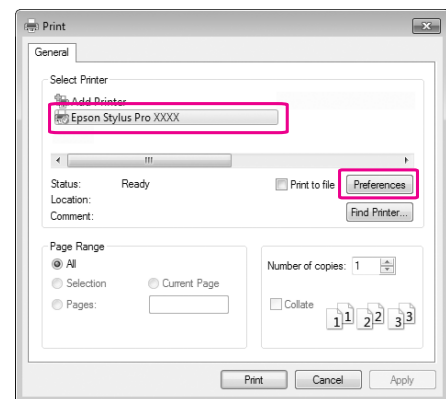 Print
General
Select Printer
Add Printer
Epson Stylus Pro XXXX
Status: Ready
Print to file
Preferences
Location:
Comment:
Find Printer...
Page Range
All
Selection
Current Page
Pages:
Number of copies: 1
Collate
1 1 2 2 3 3
Print
Cancel
Apply